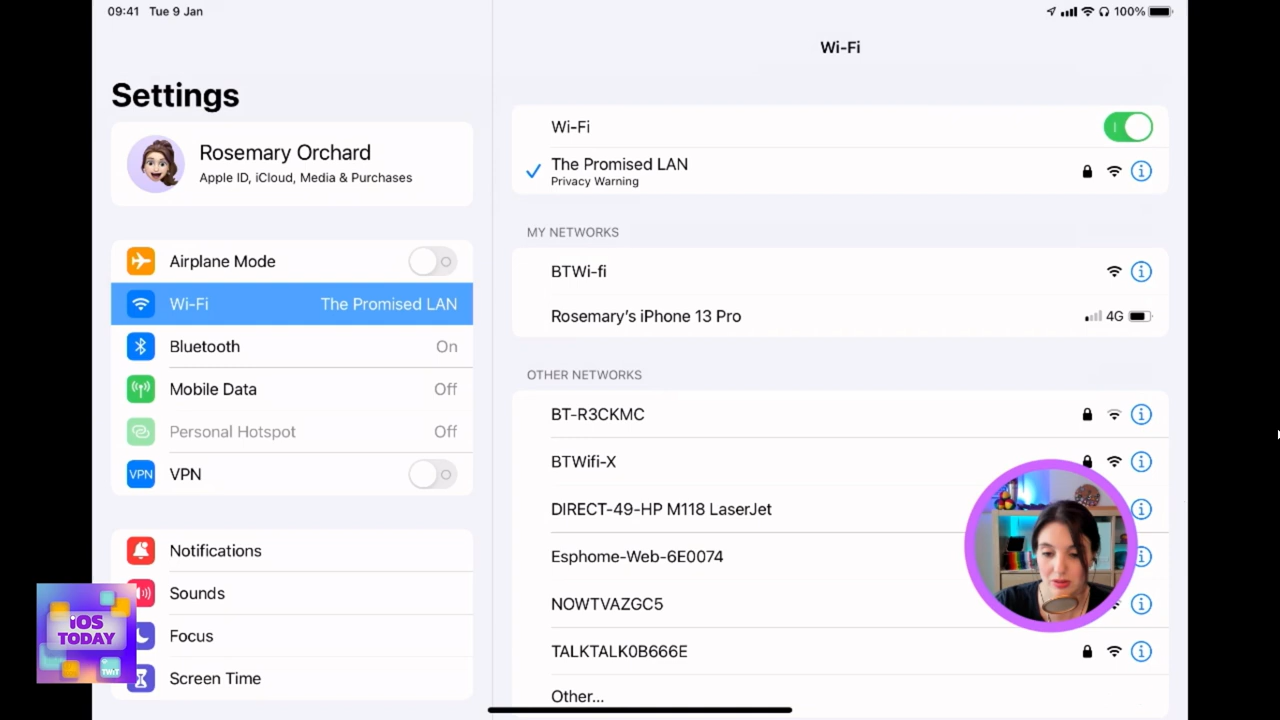 09:41 Tue 9 Jan
100%
Wi-Fi
Settings
Rosemary Orchard
Apple ID, iCloud, Media & Purchases
Airplane Mode
Wi-Fi The Promised LAN
Bluetooth On
Mobile Data Off
Personal Hotspot Off
VPN VPN
Notifications
Sounds
Focus
Screen Time
Wi-Fi
The Promised LAN
Privacy Warning
MY NETWORKS
BTWi-fi
Rosemary’s iPhone 13 Pro 4G
OTHER NETWORKS
BT-R3CKMC
BTWifi-X
DIRECT-49-HP M118 LaserJet
Esphome-Web-6E0074
NOWTVAZGC5
TALKTALK0B666E
Other...
iOS
TODAY
TWiT